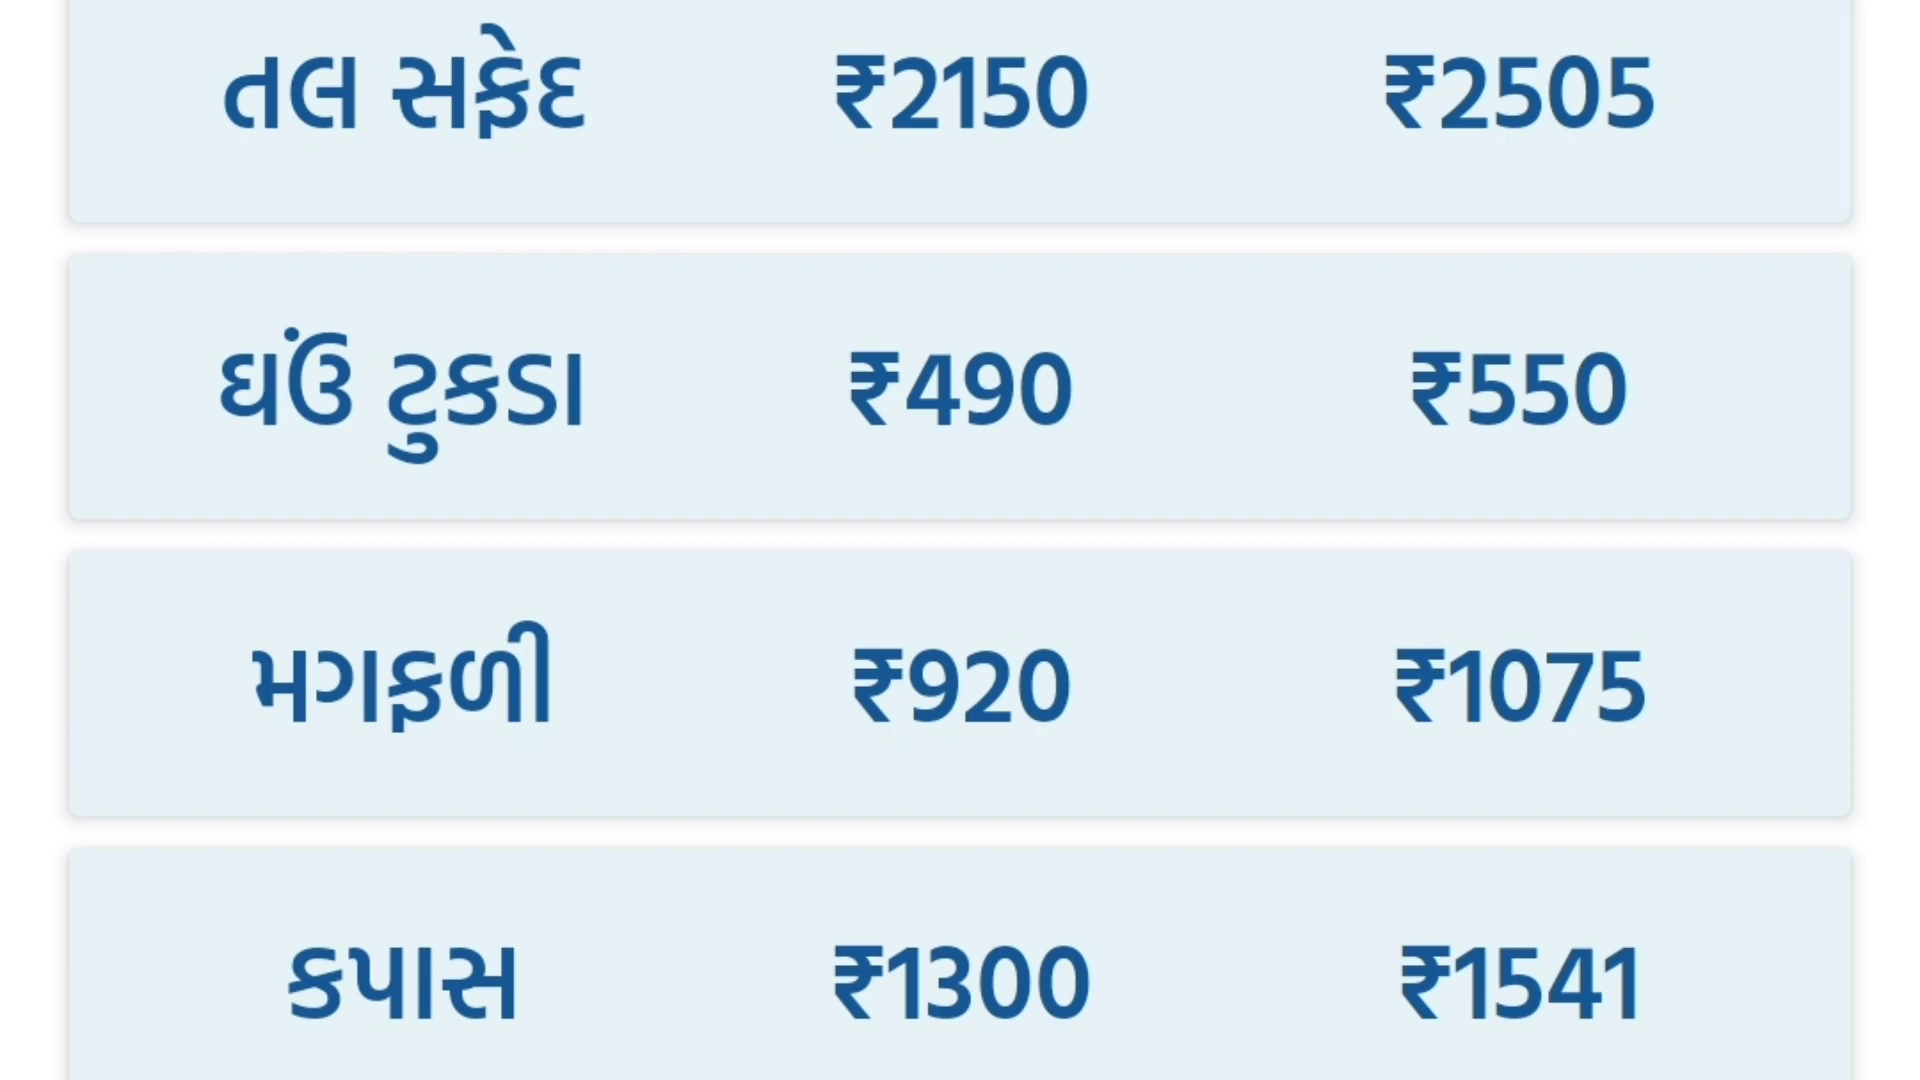 તલ સફેદ ₹2150 ₹2505
ઘઉં ટુકડા ₹490 ₹550
મગફળી ₹920 ₹1075
કપાસ ₹1300 ₹1541